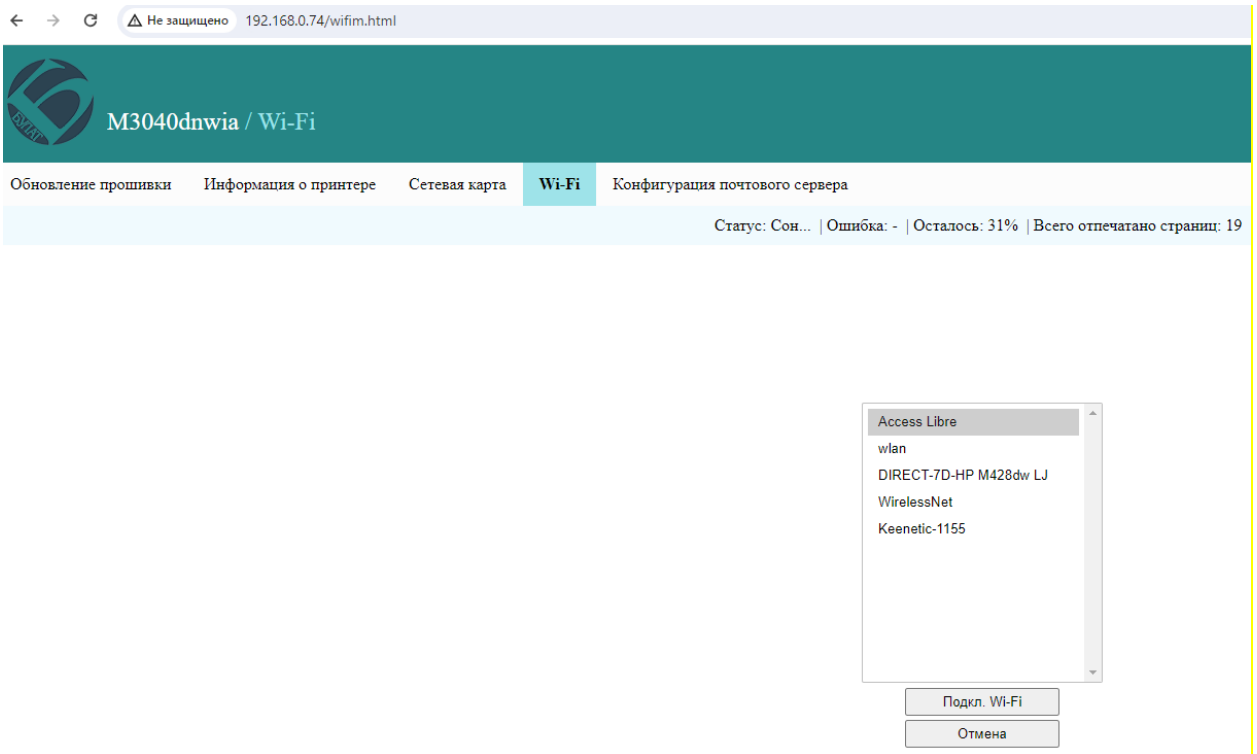 Не защищено 192.168.0.74/wifim.html
БУЛАТ
M3040dnwia / Wi-Fi
Обновление прошивки Информация о принтере Сетевая карта Wi-Fi Конфигурация почтового сервера
Статус: Сон... | Ошибка: - | Осталось: 31% | Всего отпечатано страниц: 19
Access Libre
wlan
DIRECT-7D-HP M428dw LJ
WirelessNet
Keenetic-1155
Подкл. Wi-Fi
Отмена